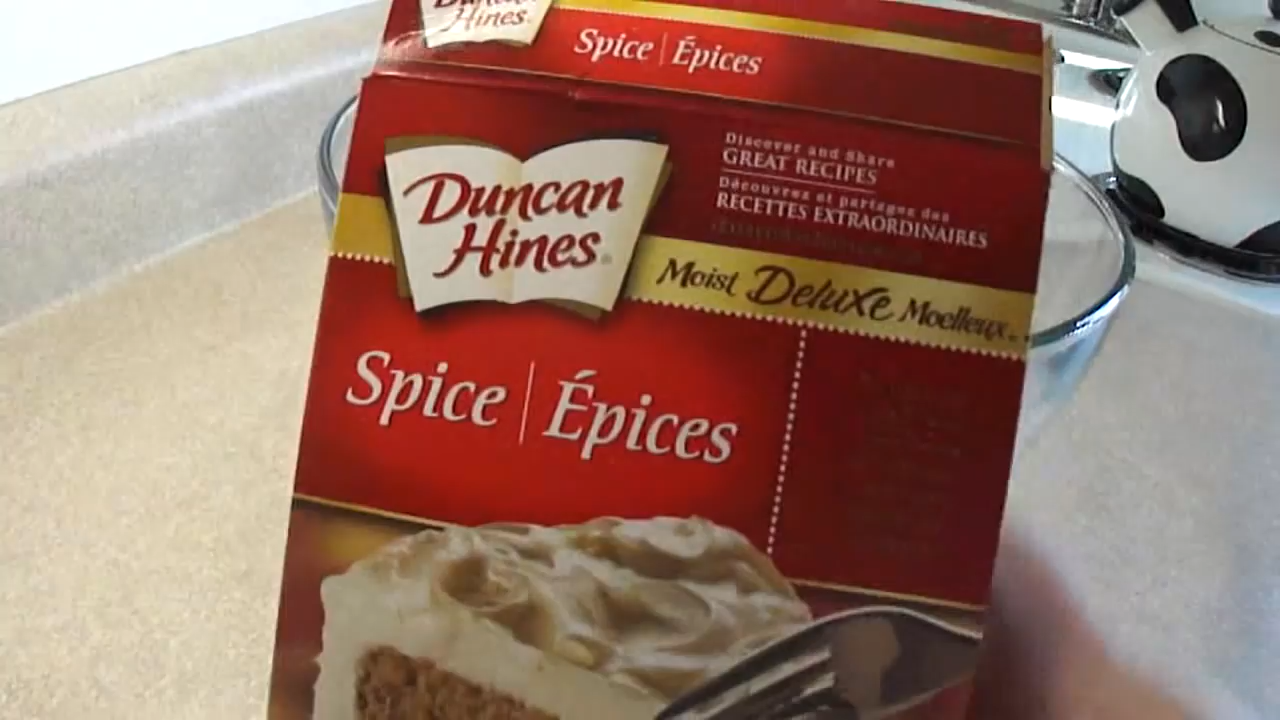 Duncan
Hines.
Spice | Épices
Discover and Share
GREAT RECIPES
Découvrez et partagez des
RECETTES EXTRAORDINAIRES
Duncan
Hines®
Moist Deluxe Moelleux
Spice | Épices